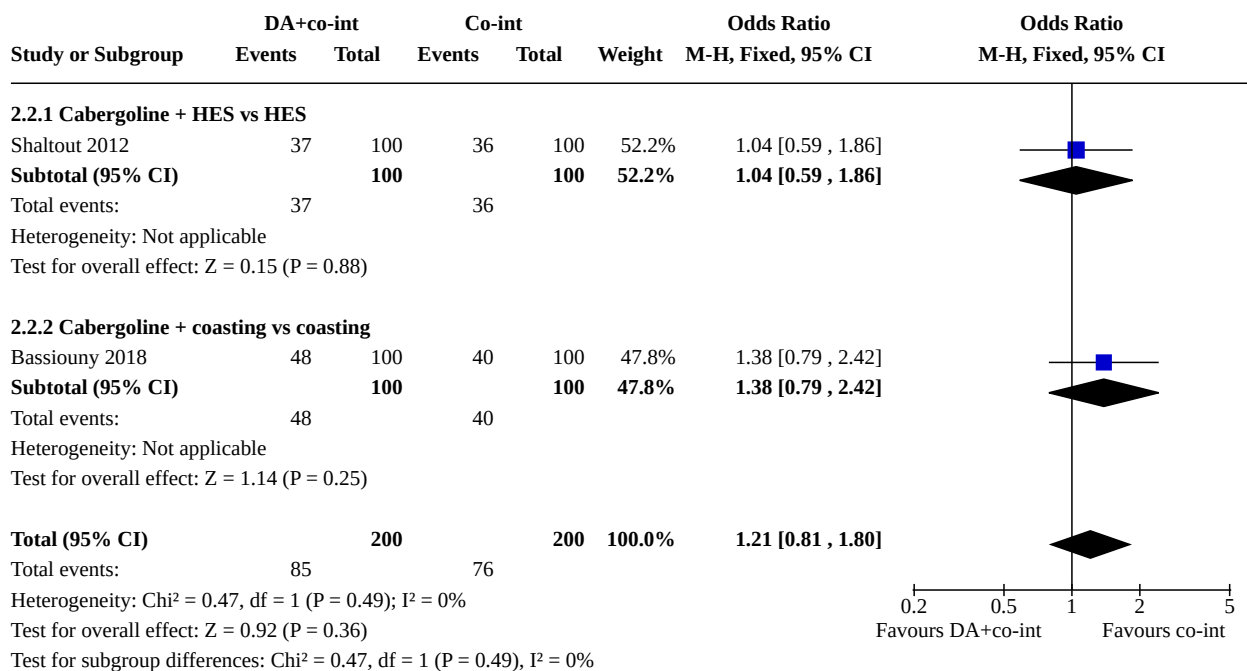 DA+co-int Co-int Odds Ratio Odds Ratio
Study or Subgroup Events Total Events Total Weight M-H, Fixed, 95% CI M-H, Fixed, 95% CI
2.2.1 Cabergoline + HES vs HES
Shaltout 2012 37 100 36 100 52.2% 1.04 [0.59 , 1.86]
Subtotal (95% CI) 100 100 52.2% 1.04 [0.59 , 1.86]
Total events: 37 36
Heterogeneity: Not applicable
Test for overall effect: Z = 0.15 (P = 0.88)
2.2.2 Cabergoline + coasting vs coasting
Bassiouny 2018 48 100 40 100 47.8% 1.38 [0.79 , 2.42]
Subtotal (95% CI) 100 100 47.8% 1.38 [0.79 , 2.42]
Total events: 48 40
Heterogeneity: Not applicable
Test for overall effect: Z = 1.14 (P = 0.25)
Total (95% CI) 200 200 100.0% 1.21 [0.81 , 1.80]
Total events: 85 76
Heterogeneity: Chi² = 0.47, df = 1 (P = 0.49); I² = 0%
0.2 0.5 1 2 5
Test for overall effect: Z = 0.92 (P = 0.36) Favours DA+co-int Favours co-int
Test for subgroup differences: Chi² = 0.47, df = 1 (P = 0.49), I² = 0%